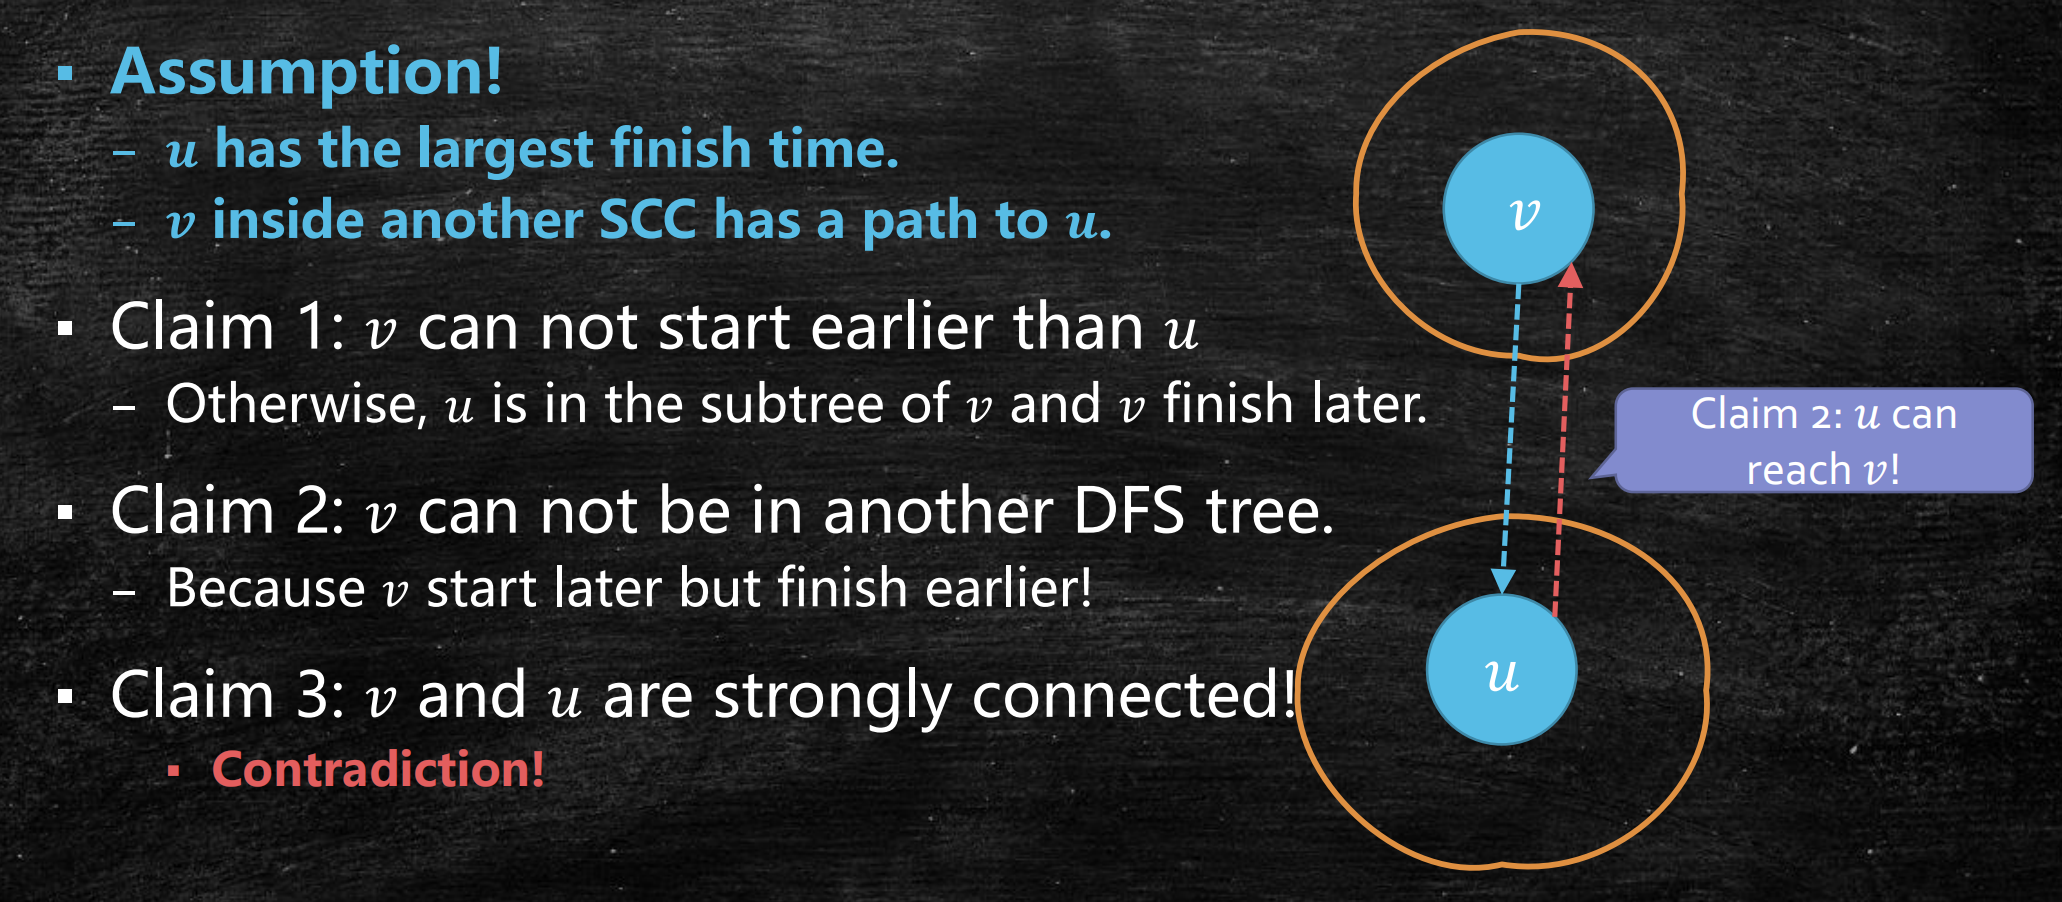 ▪ Assumption!
– 𝑢 has the largest finish time.
– 𝑣 inside another SCC has a path to 𝑢.
▪ Claim 1: 𝑣 can not start earlier than 𝑢
– Otherwise, 𝑢 is in the subtree of 𝑣 and 𝑣 finish later.
▪ Claim 2: 𝑣 can not be in another DFS tree.
– Because 𝑣 start later but finish earlier!
▪ Claim 3: 𝑣 and 𝑢 are strongly connected!
▪ Contradiction!
𝑣
Claim 2: 𝑢 can
reach 𝑣!
𝑢